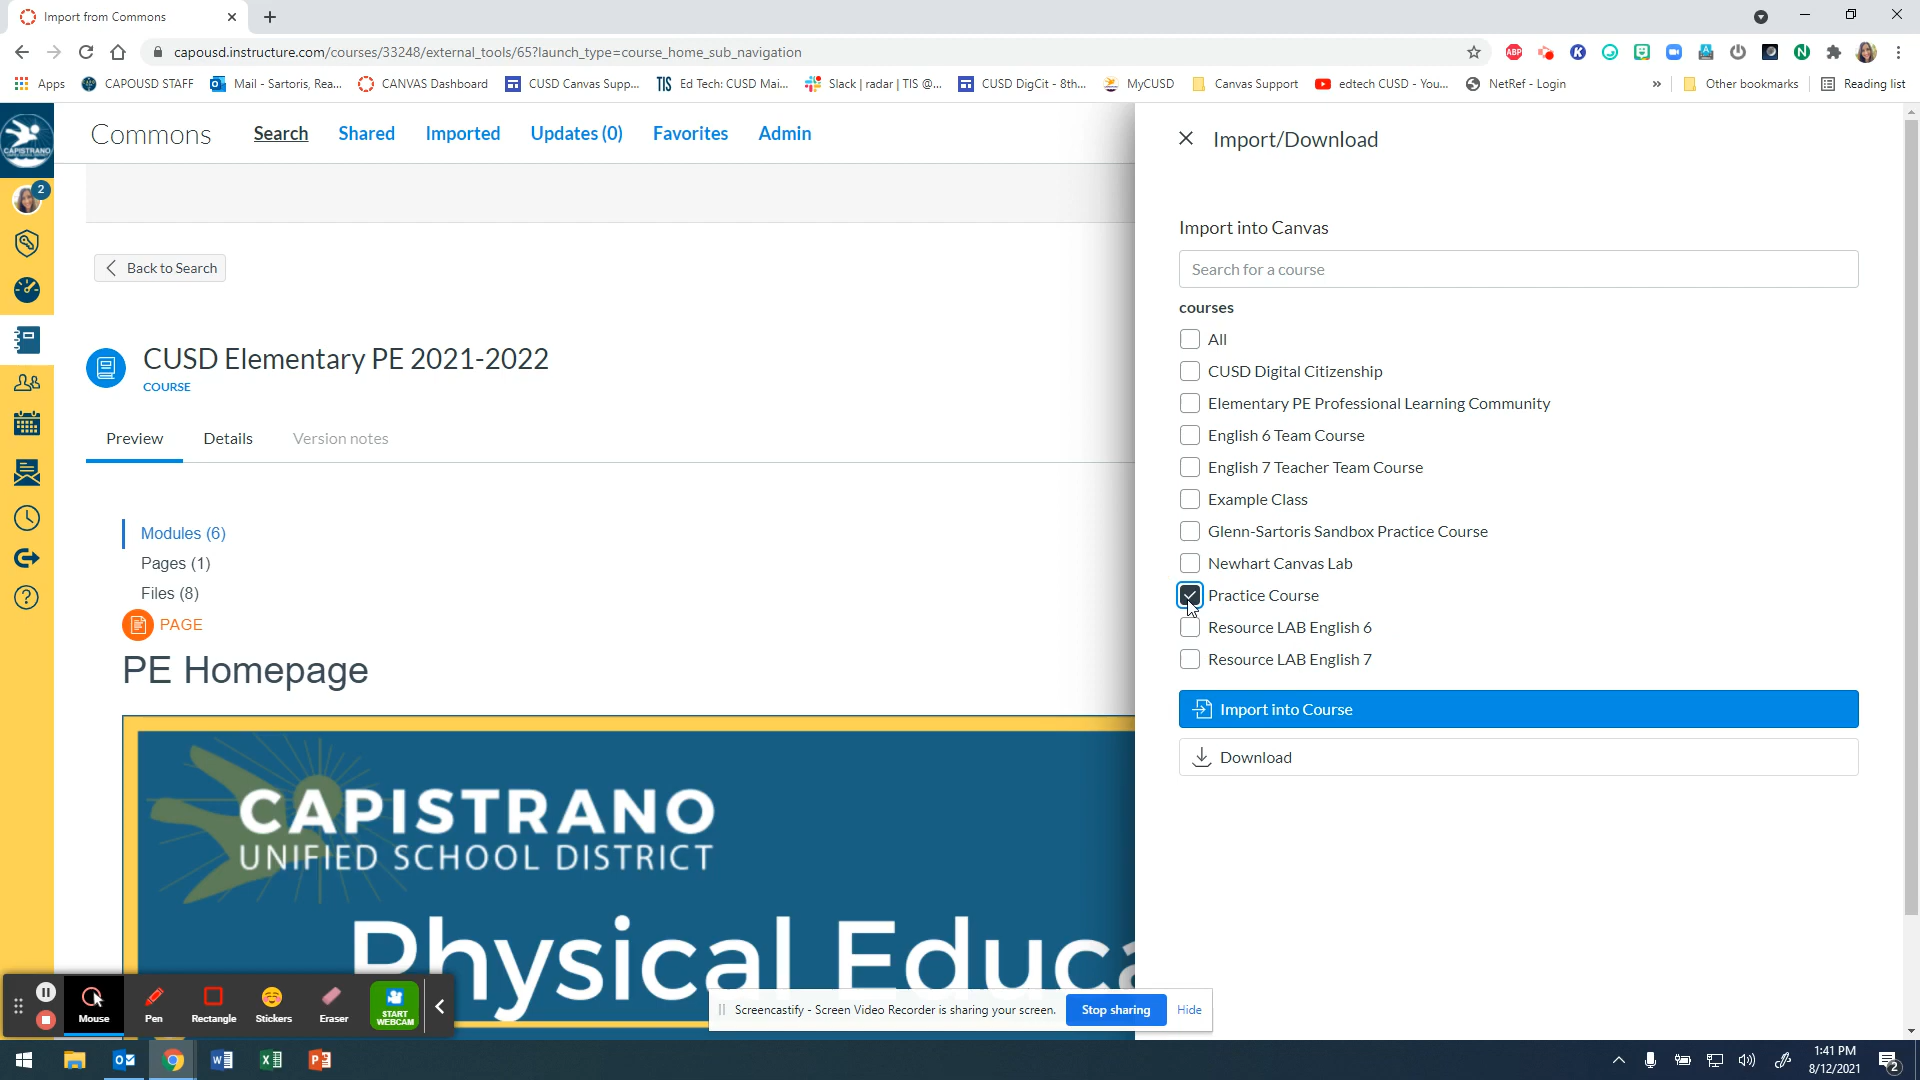 Import from Commons
capousd.instructure.com/courses/33248/external_tools/65?launch_type=course_home_sub_navigation
ABP
K
N
Apps
CAPOUSD STAFF
Mail - Sartoris, Rea...
CANVAS Dashboard
CUSD Canvas Supp...
TIS Ed Tech: CUSD Mai...
Slack | radar | TIS @...
CUSD DigCit - 8th...
MyCUSD
Canvas Support
edtech CUSD - You...
NetRef - Login
»
Other bookmarks
Reading list
CAPISTRANO
2
Commons
Search
Shared
Imported
Updates (0)
Favorites
Admin
Back to Search
CUSD Elementary PE 2021-2022
COURSE
Preview
Details
Version notes
Modules (6)
Pages (1)
Files (8)
PAGE
PE Homepage
CAPISTRANO
UNIFIED SCHOOL DISTRICT
Physical Educa
Import/Download
Import into Canvas
Search for a course
courses
All
CUSD Digital Citizenship
Elementary PE Professional Learning Community
English 6 Team Course
English 7 Teacher Team Course
Example Class
Glenn-Sartoris Sandbox Practice Course
Newhart Canvas Lab
Practice Course
Resource LAB English 6
Resource LAB English 7
Import into Course
Download
Mouse
Pen
Rectangle
Stickers
Eraser
START
WEBCAM
Screencastify - Screen Video Recorder is sharing your screen.
Stop sharing
Hide
1:41 PM
8/12/2021
2